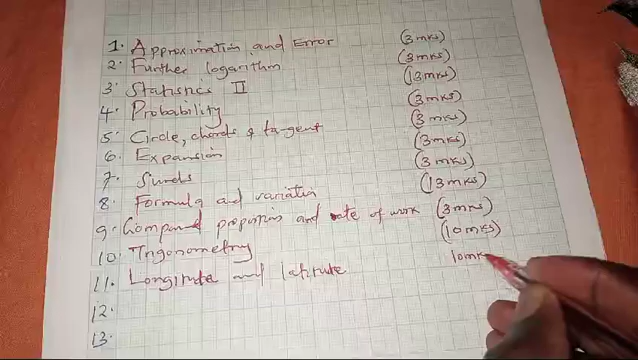 1. Approximation and Error (3mks)
2. Further logarithm (3mks)
3. Statistics II (13mks)
4. Probability (3mks)
5. Circle, chords & tangent (3mks)
6. Expansion (3mks)
7. Surds (3mks)
8. Formula and variation (13mks)
9. Compound proportion and rate of work (3mks)
10. Trigonometry (10mks)
11. Longitude and latitude 10mk
12.
13.